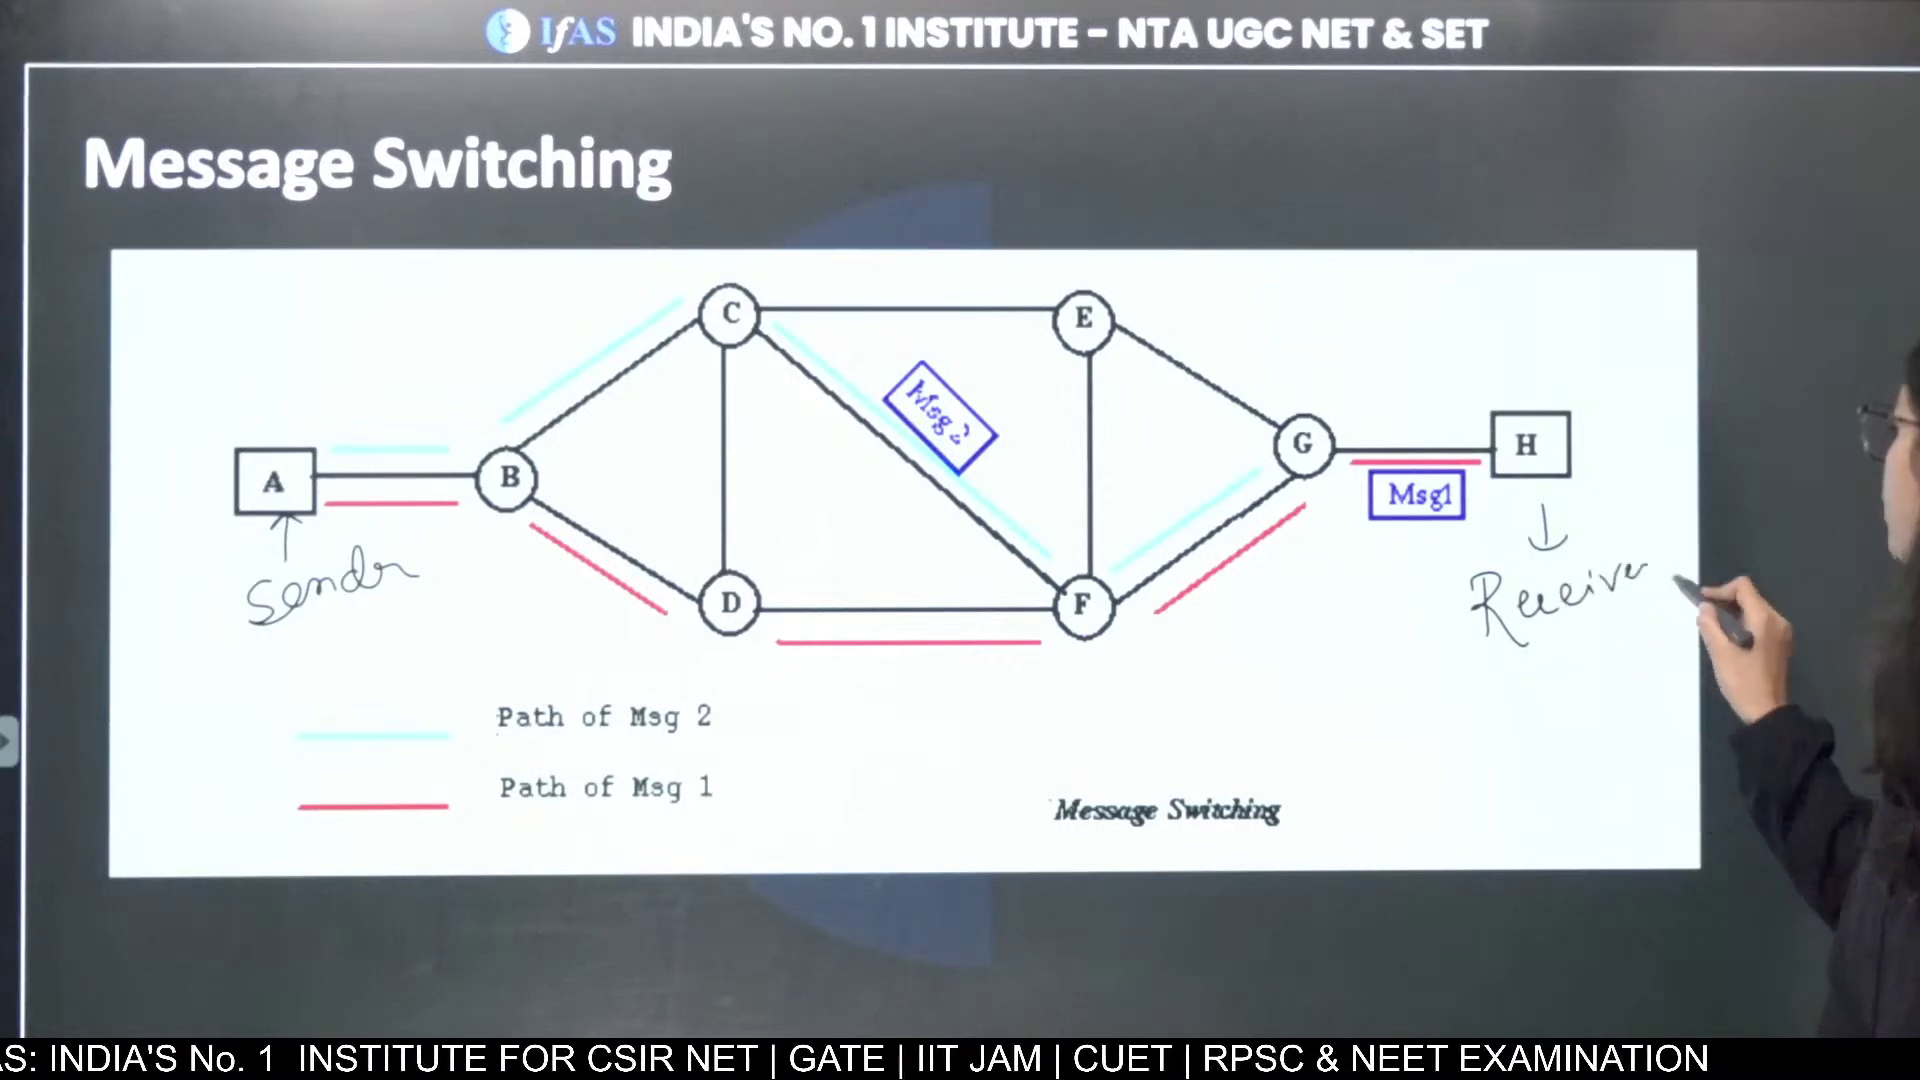 IfAS INDIA'S NO. 1 INSTITUTE - NTA UGC NET & SET
Message Switching
C
E
Msg 2
A
B
G
H
Msg1
Sender
Receiver
D
F
Path of Msg 2
Path of Msg 1
Message Switching
AS: INDIA'S No. 1 INSTITUTE FOR CSIR NET | GATE | IIT JAM | CUET | RPSC & NEET EXAMINATION